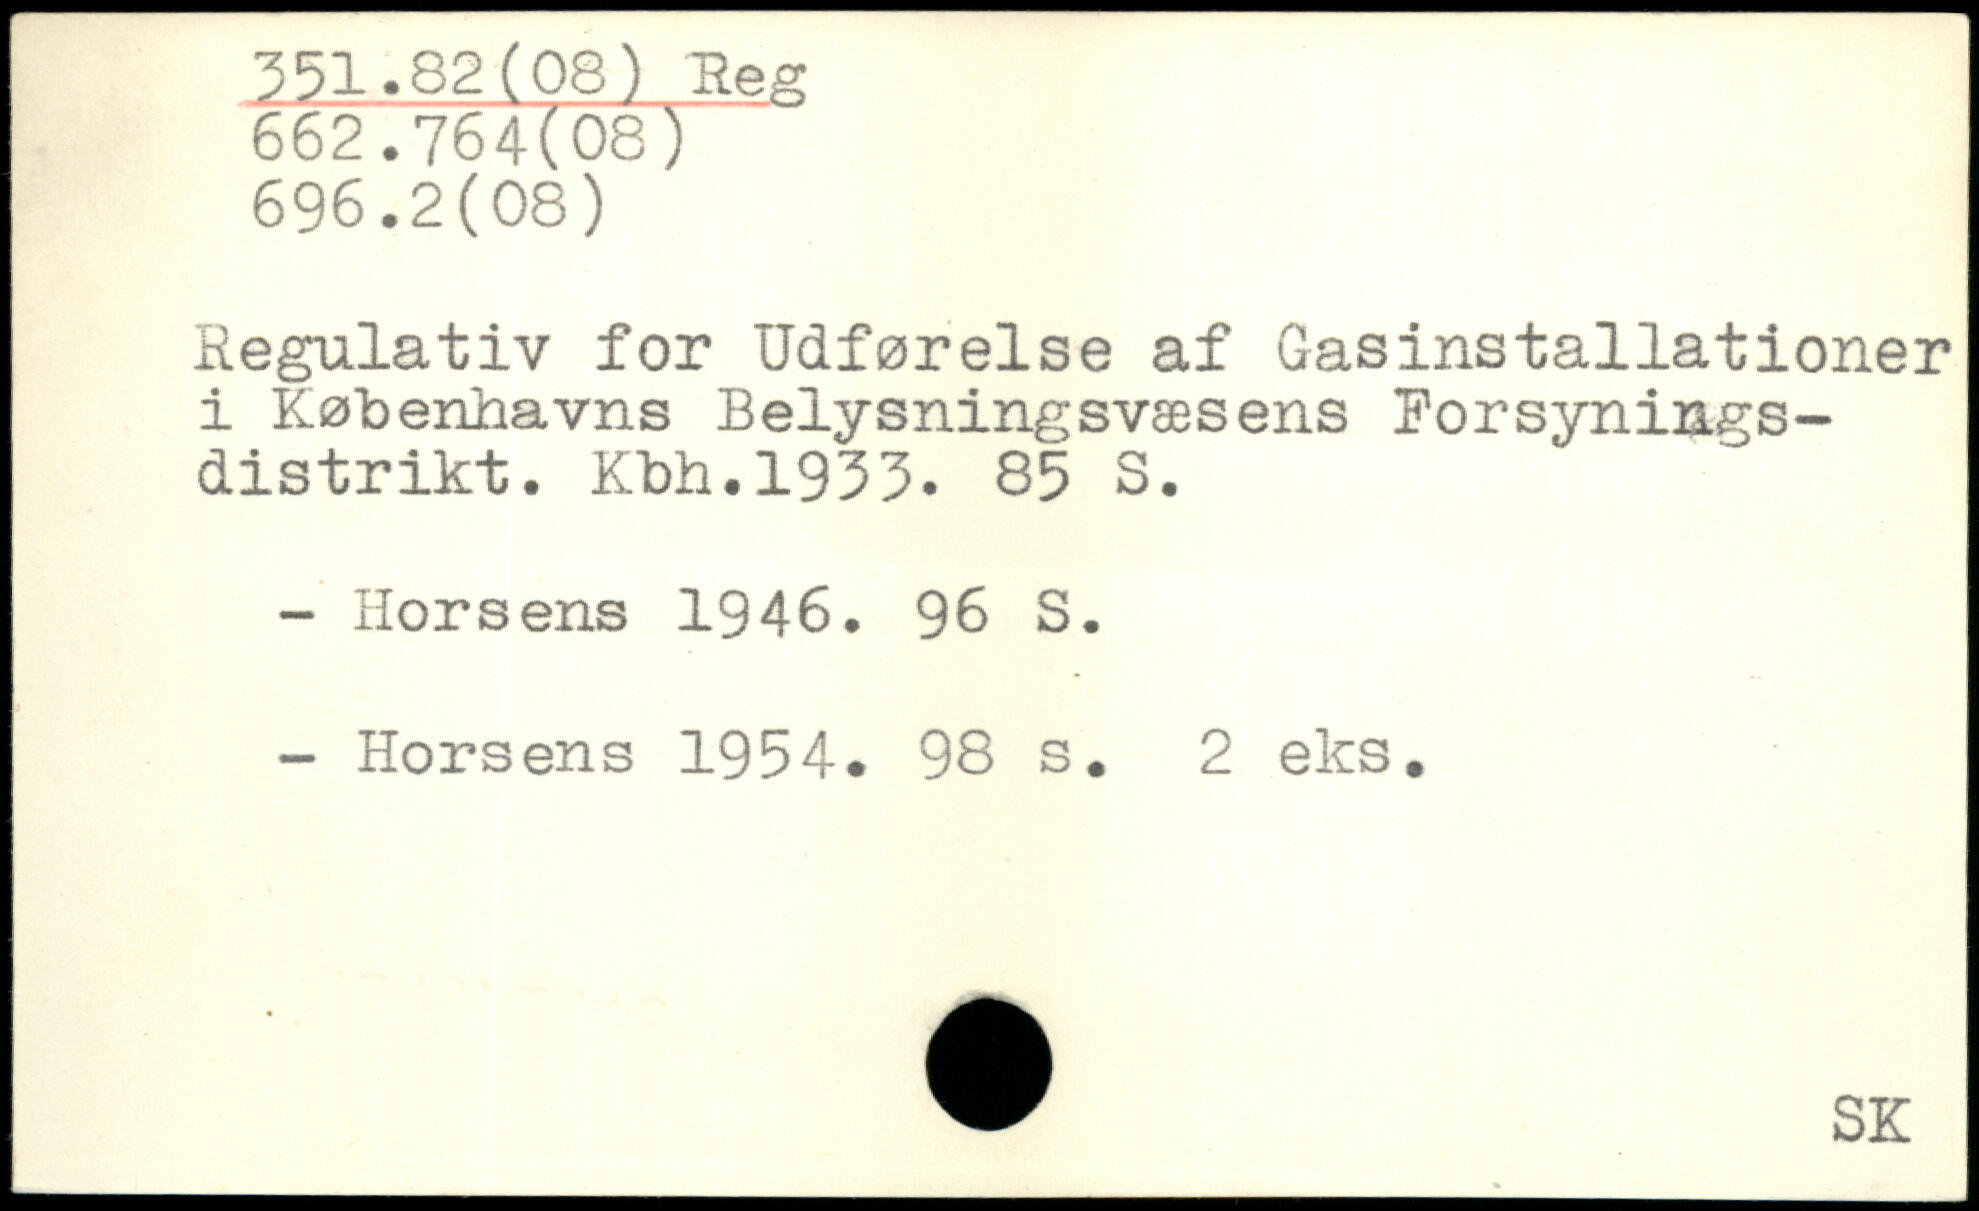 351.82(08) Reg
662.764(08)
696.2(08)
Regulativ for Udførelse af Gasinstallationer
i Københavns Belysningsvæsens Forsynings-
distrikt. Kbh.1933. 85 S.
- Horsens 1946. 96 S.
- Horsens 1954. 98 s. 2 eks.
SK